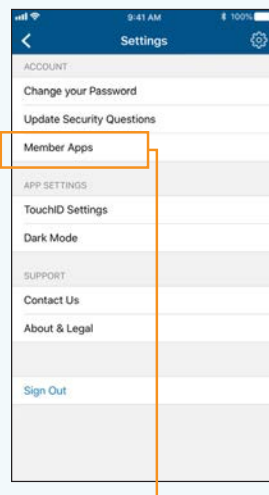 9:41 AM
100%
Settings
ACCOUNT
Change your Password
Update Security Questions
Member Apps
APP SETTINGS
TouchID Settings
Dark Mode
SUPPORT
Contact Us
About & Legal
Sign Out